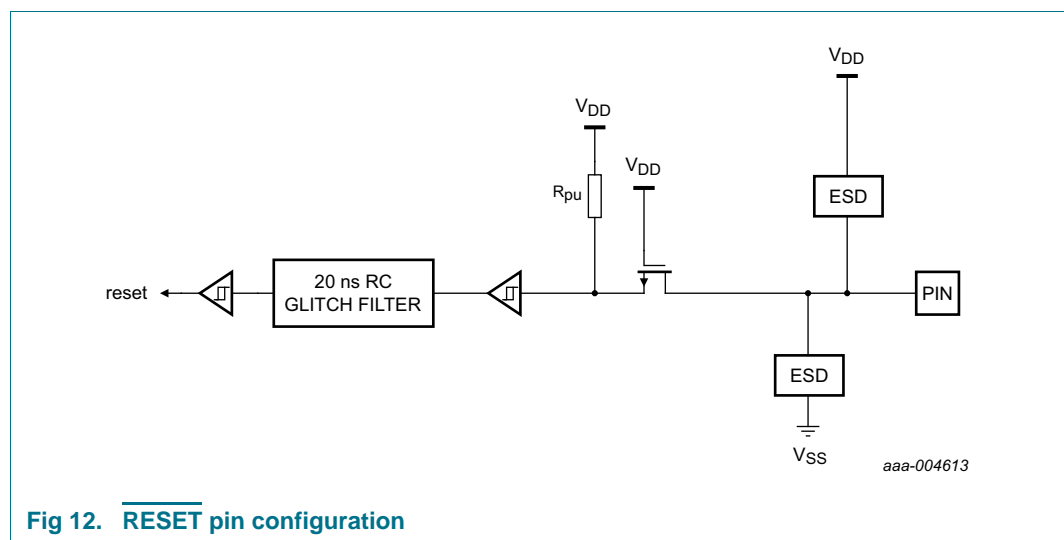 VDD
VDD
VDD
Rpu
ESD
reset
20 ns RC
GLITCH FILTER
PIN
ESD
VSS
aaa-004613
Fig 12. RESET pin configuration